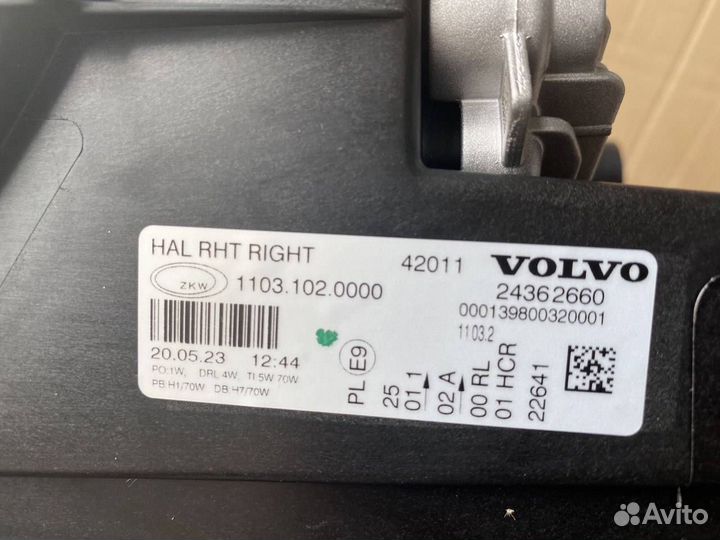 HAL RHT RIGHT 42011 VOLVO
ZKW 1103.102.0000 24362660
000139800320001
1103.2
20.05.23 12:44
PO:1W, DRL 4W, TI 5W 70W
PB:H1/70W DB:H7/70W
PL E9
25
01 1
02 A
00 RL
01 HCR
22641
Avito